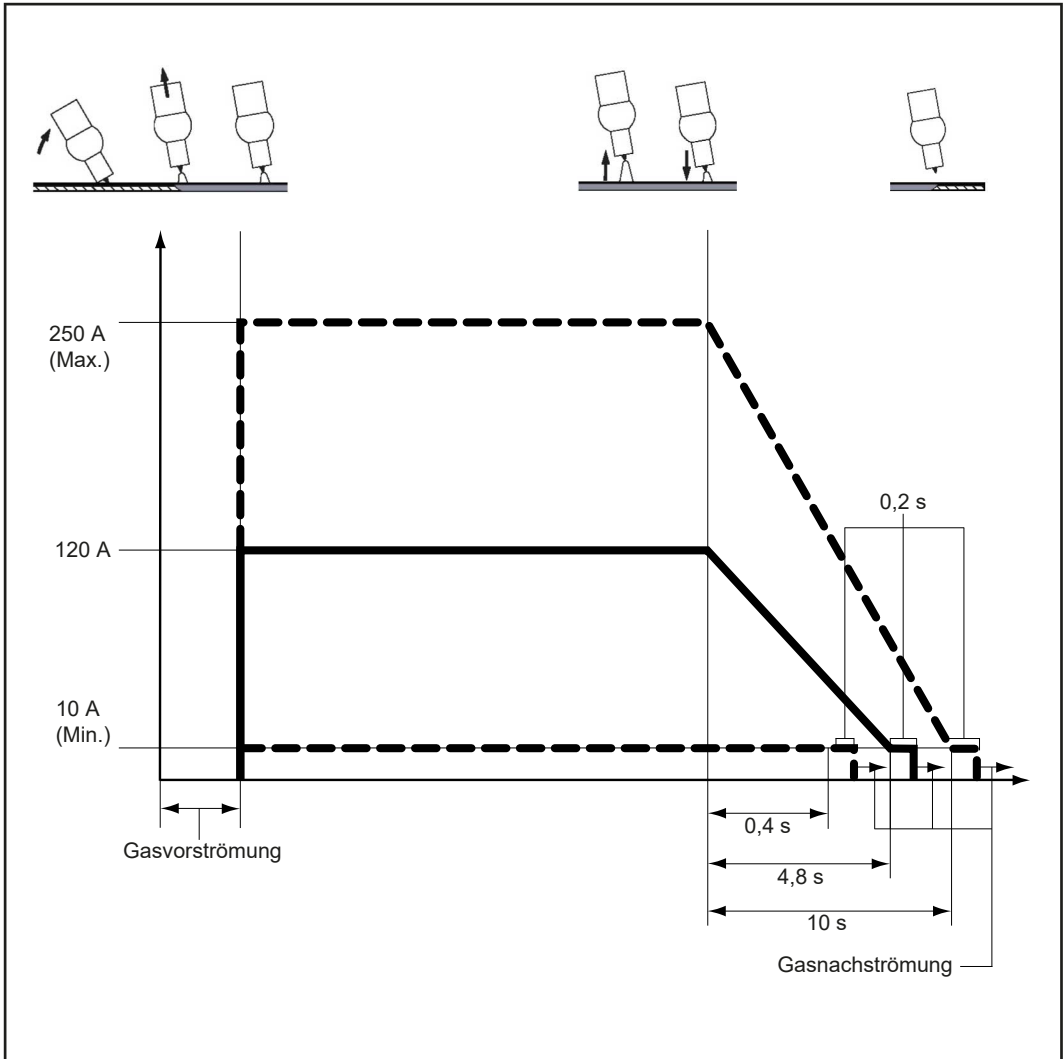 250 A
(Max.)
0,2 s
120 A
10 A
(Min.)
0,4 s
Gasvorströmung
4,8 s
10 s
Gasnachströmung